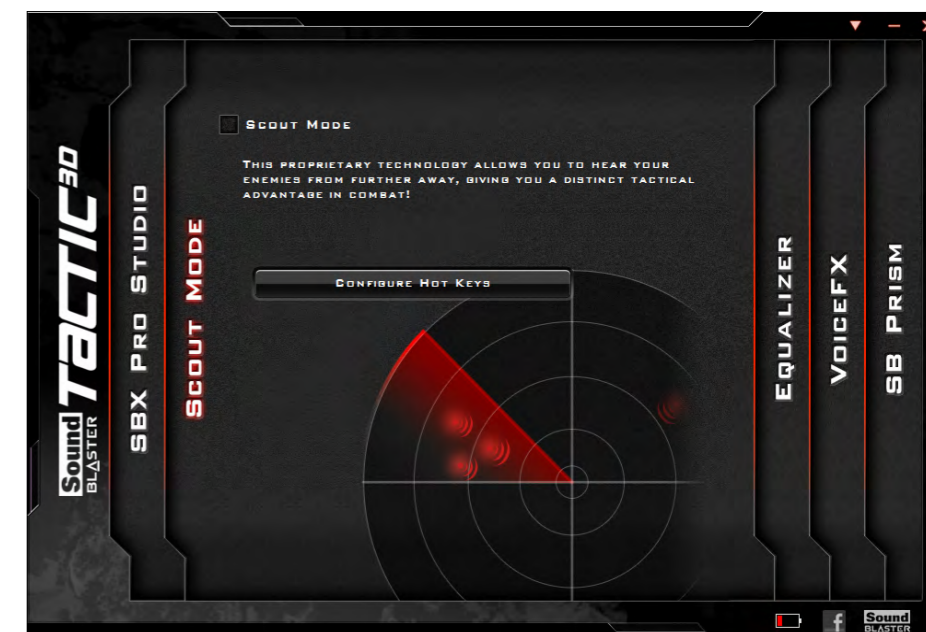 Sound BLASTER TACTIC3D
SBX PRO STUDIO
SCOUT MODE
SCOUT MODE
THIS PROPRIETARY TECHNOLOGY ALLOWS YOU TO HEAR YOUR
ENEMIES FROM FURTHER AWAY, GIVING YOU A DISTINCT TACTICAL
ADVANTAGE IN COMBAT!
CONFIGURE HOT KEYS
EQUALIZER
VOICEFX
SB PRISM
f
Sound
BLASTER